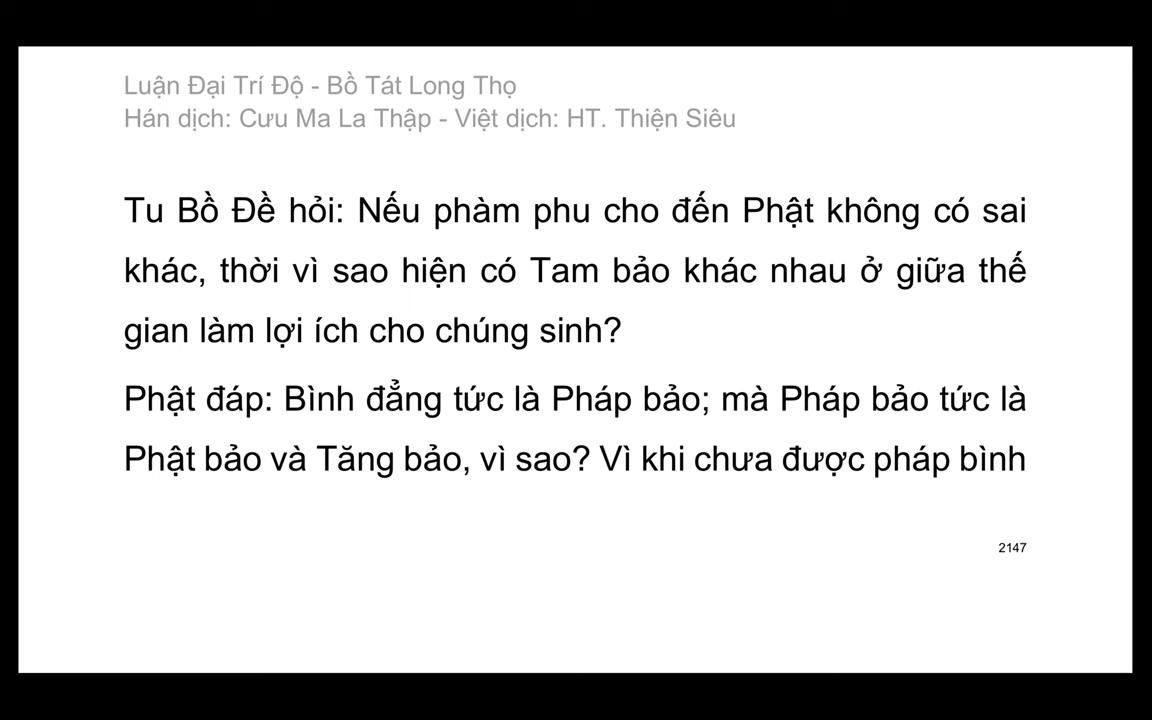 Luận Đại Trí Độ - Bồ Tát Long Thọ
Hán dịch: Cưu Ma La Thập - Việt dịch: HT. Thiện Siêu
Tu Bồ Đề hỏi: Nếu phàm phu cho đến Phật không có sai
khác, thời vì sao hiện có Tam bảo khác nhau ở giữa thế
gian làm lợi ích cho chúng sinh?
Phật đáp: Bình đẳng tức là Pháp bảo; mà Pháp bảo tức là
Phật bảo và Tăng bảo, vì sao? Vì khi chưa được pháp bình
2147